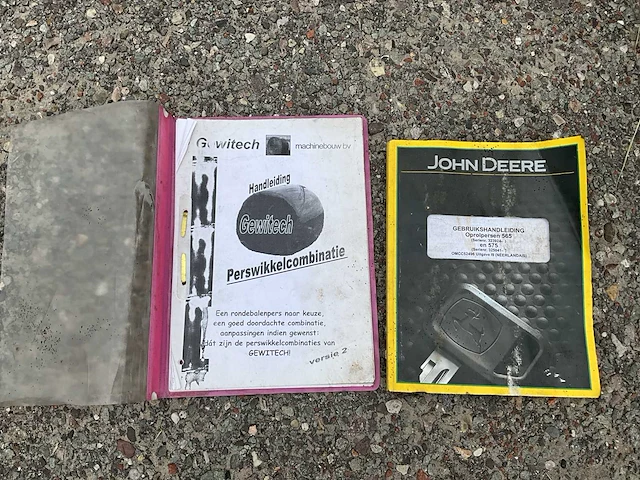 Gewitech
machinebouw bv
Handleiding
Gewitech
Perswikkelcombinatie
Een rondebalenpers naar keuze,
een goed doordachte combinatie,
aanpassingen indien gewenst:
dát zijn de perswikkelcombinaties van
GEWITECH!
versie 2
JOHN DEERE
GEBRUIKSHANDLEIDING
Oprolpersen 565
en 575